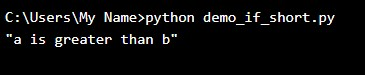 C:\Users\My Name>python demo_if_short.py
"a is greater than b"